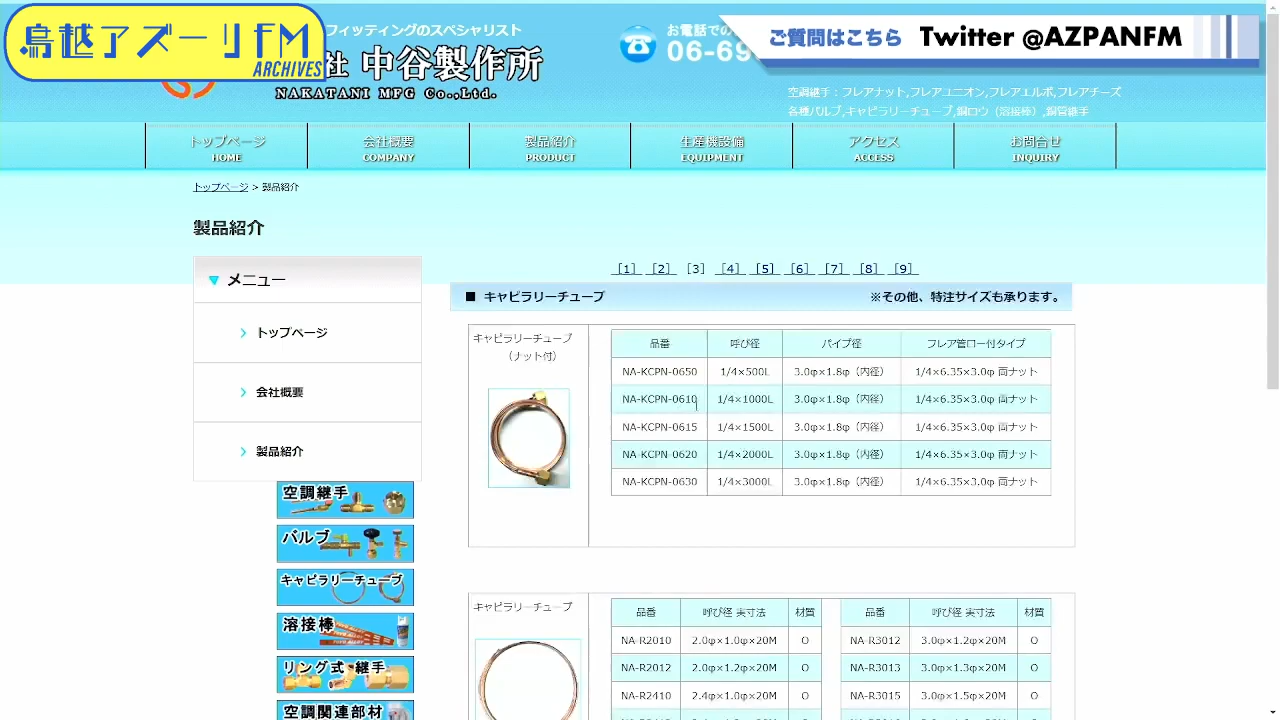 鳥越アズーリFM
ARCHIVES
フィッティングのスペシャリスト
社 中谷製作所
NAKATANI MFG Co.,Ltd.
お電話での
06-69
ご質問はこちら Twitter @AZPANFM
空調継手：フレアナット,フレアユニオン,フレアエルボ,フレアチーズ
各種バルブ,キャピラリーチューブ,銅ロウ（溶接棒）,銅管継手
トップページ 会社概要 製品紹介 生産機設備 アクセス お問合せ
HOME COMPANY PRODUCT EQUIPMENT ACCESS INQUIRY
トップページ > 製品紹介
製品紹介
メニュー
トップページ
会社概要
製品紹介
空調継手
バルブ
キャピラリーチューブ
溶接棒
リング式 継手
空調関連部材
［1］ ［2］ ［3］ ［4］ ［5］ ［6］ ［7］ ［8］ ［9］
■ キャピラリーチューブ ※その他、特注サイズも承ります。
キャピラリーチューブ
（ナット付）
品番 呼び径 パイプ径 フレア管ロー付タイプ
NA-KCPN-0650 1/4×500L 3.0φ×1.8φ（内径） 1/4×6.35×3.0φ 両ナット
NA-KCPN-0610 1/4×1000L 3.0φ×1.8φ（内径） 1/4×6.35×3.0φ 両ナット
NA-KCPN-0615 1/4×1500L 3.0φ×1.8φ（内径） 1/4×6.35×3.0φ 両ナット
NA-KCPN-0620 1/4×2000L 3.0φ×1.8φ（内径） 1/4×6.35×3.0φ 両ナット
NA-KCPN-0630 1/4×3000L 3.0φ×1.8φ（内径） 1/4×6.35×3.0φ 両ナット
キャピラリーチューブ
品番 呼び径 実寸法 材質 品番 呼び径 実寸法 材質
NA-R2010 2.0φ×1.0φ×20M O NA-R3012 3.0φ×1.2φ×20M O
NA-R2012 2.0φ×1.2φ×20M O NA-R3013 3.0φ×1.3φ×20M O
NA-R2410 2.4φ×1.0φ×20M O NA-R3015 3.0φ×1.5φ×20M O